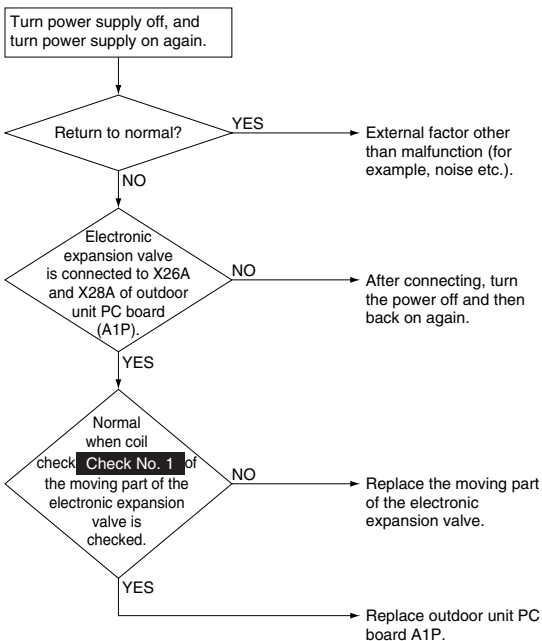 Turn power supply off, and
turn power supply on again.
Return to normal?
YES
External factor other
than malfunction (for
example, noise etc.).
NO
Electronic
expansion valve
is connected to X26A
and X28A of outdoor
unit PC board
(A1P).
NO
After connecting, turn
the power off and then
back on again.
YES
Normal
when coil
check Check No. 1 of
the moving part of the
electronic expansion
valve is
checked.
NO
Replace the moving part
of the electronic
expansion valve.
YES
Replace outdoor unit PC
board A1P.